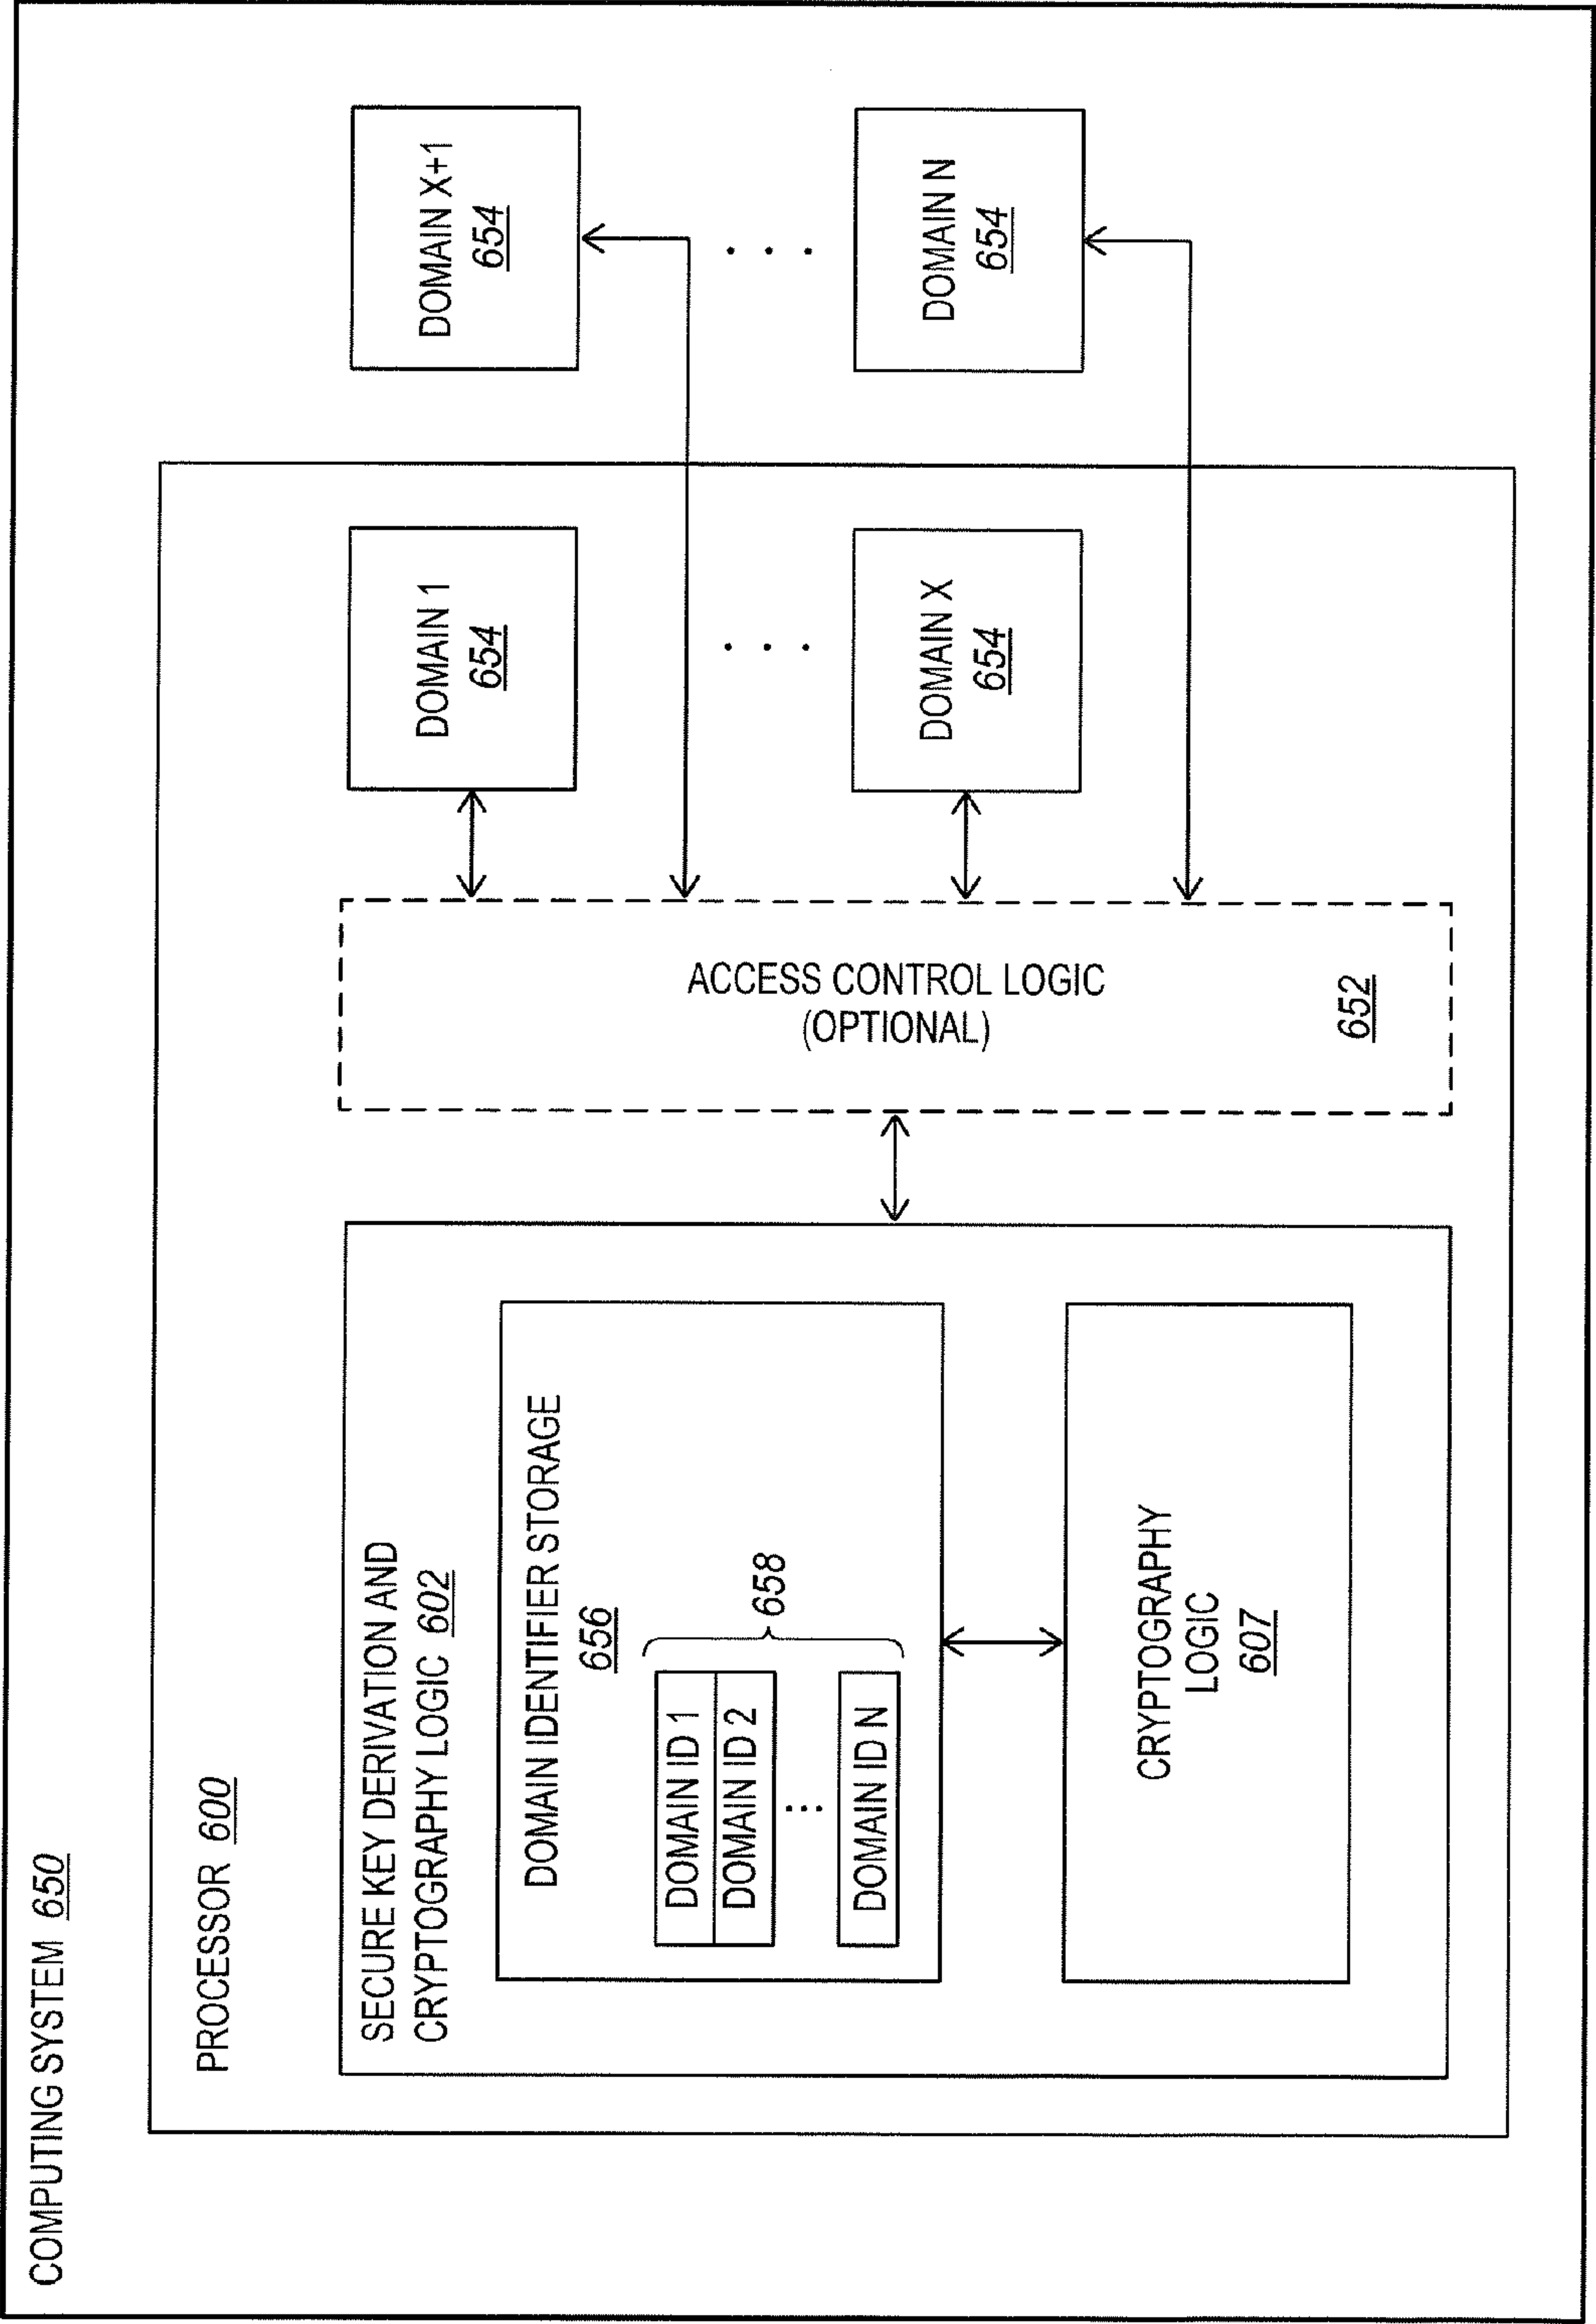 COMPUTING SYSTEM 650
PROCESSOR 600
SECURE KEY DERIVATION AND
CRYPTOGRAPHY LOGIC 602
DOMAIN IDENTIFIER STORAGE
656
DOMAIN ID 1
DOMAIN ID 2
...
DOMAIN ID N
658
CRYPTOGRAPHY
LOGIC
607
ACCESS CONTROL LOGIC
(OPTIONAL)
652
DOMAIN 1
654
. . .
DOMAIN X
654
DOMAIN X+1
654
. . .
DOMAIN N
654